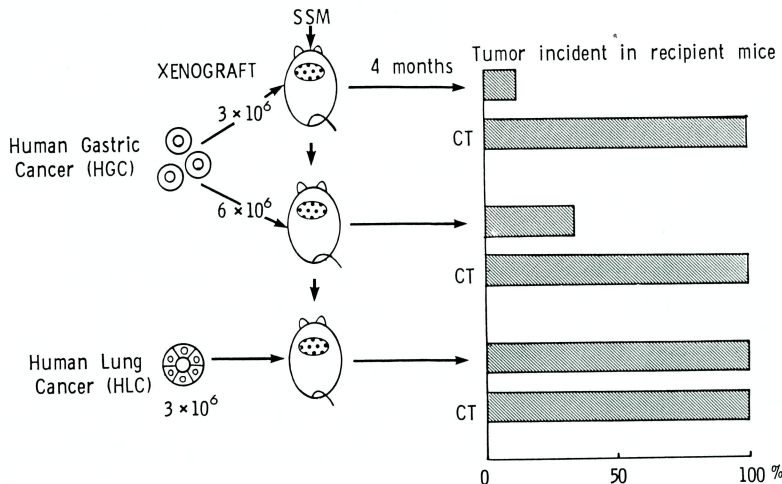 SSM
Tumor incident in recipient mice
XENOGRAFT
4 months
3 × 10⁶
CT
Human Gastric
Cancer (HGC)
6 × 10⁶
CT
Human Lung
Cancer (HLC)
3 × 10⁶
CT
0 50 100 %